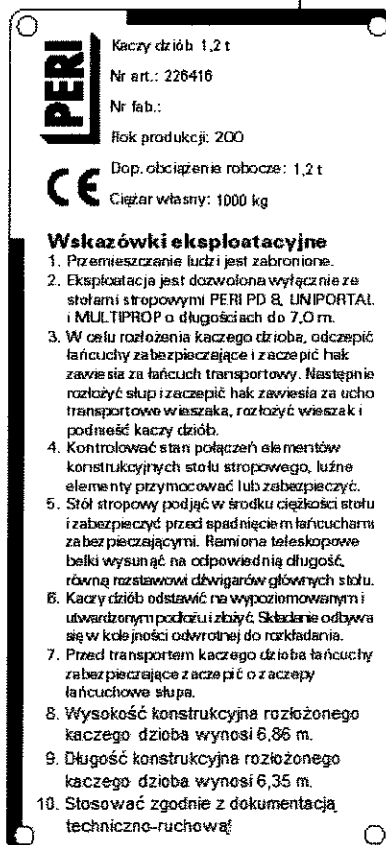 PERI
Kaczy dziób 1,2 t
Nr art.: 226416
Nr fab.:
Rok produkcji: 200
Dop. obciążenie robocze: 1,2 t
CE
Ciężar własny: 1000 kg
Wskazówki eksploatacyjne
1. Przemieszczanie ludzi jest zabronione.
2. Eksploatacja jest dozwolona wyłącznie ze
stołami stropowymi PERI PD 8, UNIPORTAL
i MULTIPROP o długościach do 7,0 m.
3. W celu rozłożenia kaczego dzioba, odczepić
łańcuchy zabezpieczające i zaczepić hak
zawiesia za łańcuch transportowy. Następnie
rozłożyć słup i zaczepić hak zawiesia za ucho
transportowe wieszaka, rozłożyć wieszak i
podnieść kaczy dziób.
4. Kontrolować stan połączeń elementów
konstrukcyjnych stołu stropowego, luźne
elementy przymocować lub zabezpieczyć.
5. Stół stropowy podjąć w środku ciężkości stołu
i zabezpieczyć przed spadnięciem łańcuchami
zabezpieczającymi. Ramiona teleskopowe
belki wysunąć na odpowiednią długość,
równą rozstawowi dźwigarów głównych stołu.
6. Kaczy dziób odstawić na wypoziomowanym i
utwardzonym podłożu i złożyć. Składanie odbywa
się w kolejności odwrotnej do rozkładania.
7. Przed transportem kaczego dzioba łańcuchy
zabezpieczające zaczepić o zaczepy
łańcuchowe słupa.
8. Wysokość konstrukcyjna rozłożonego
kaczego dzioba wynosi 6,86 m.
9. Długość konstrukcyjna rozłożonego
kaczego dzioba wynosi 6,35 m.
10. Stosować zgodnie z dokumentacją
techniczno-ruchową!